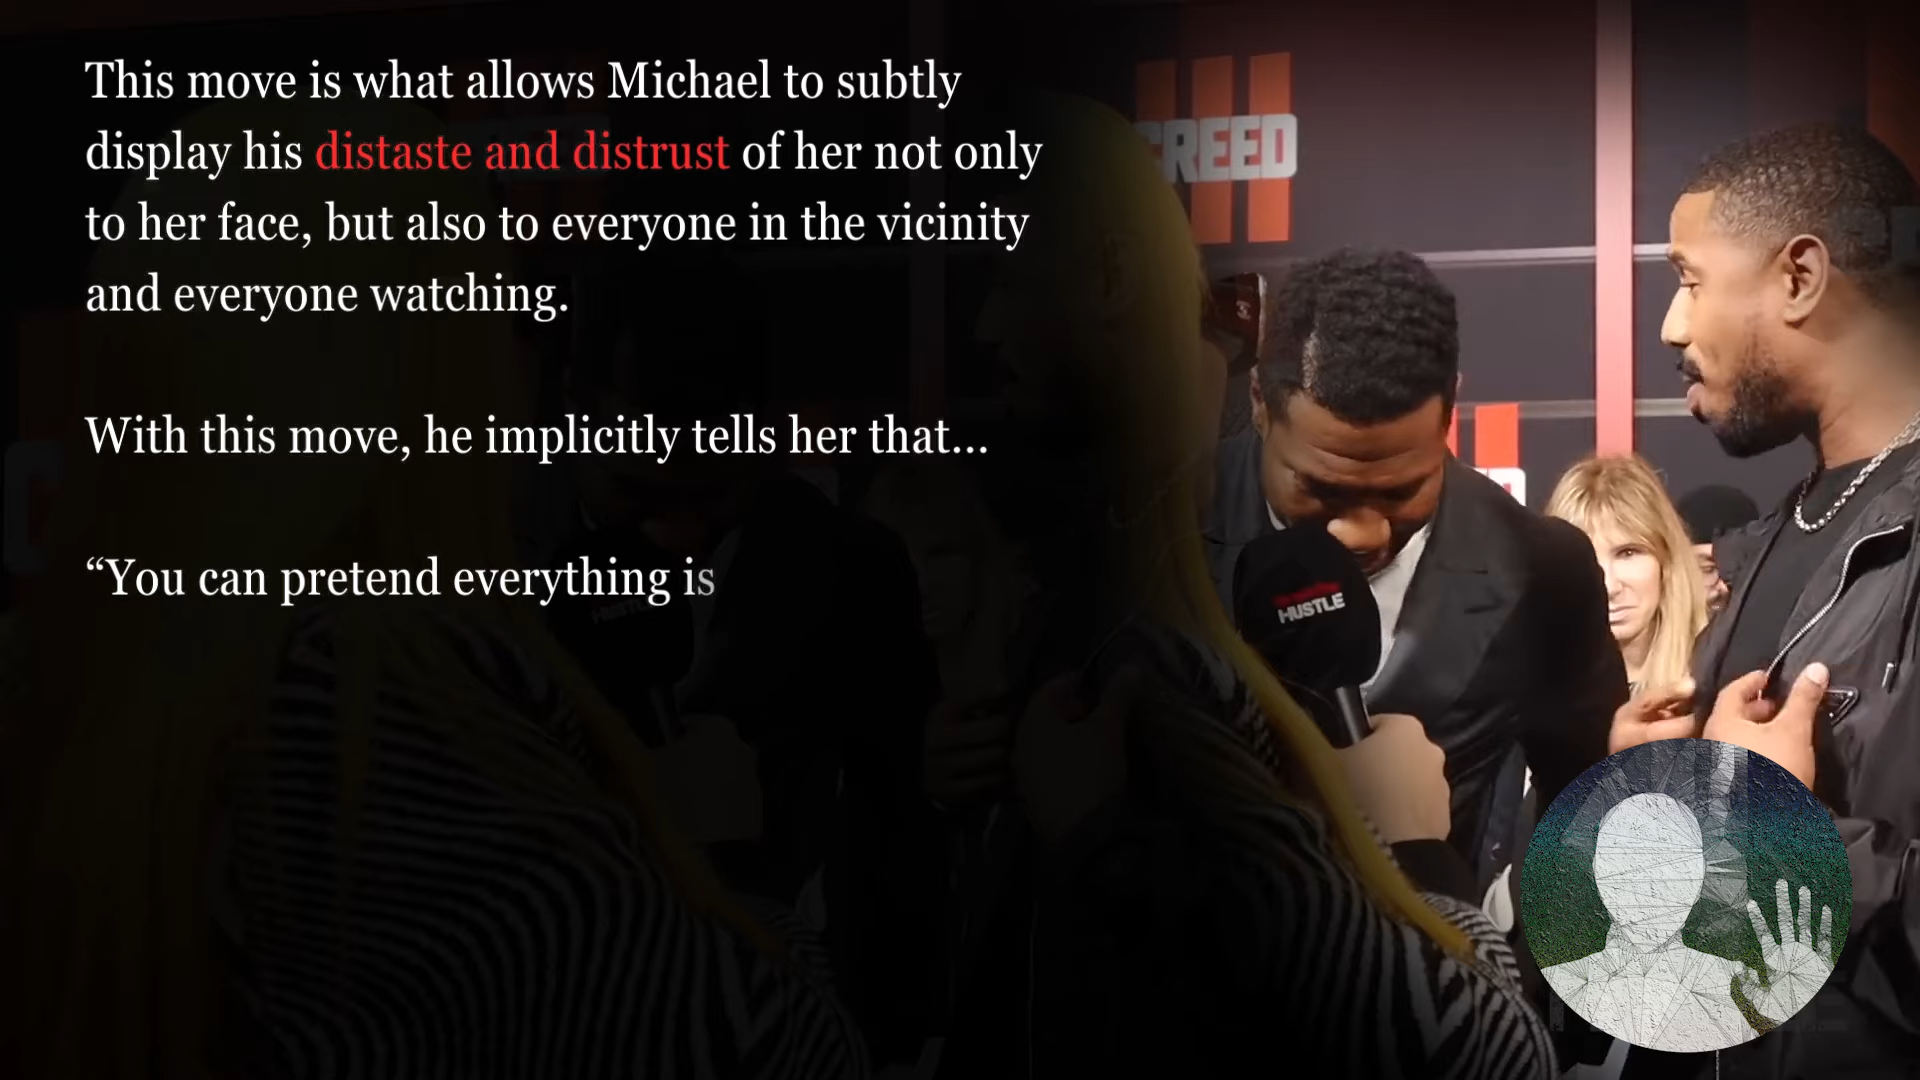 This move is what allows Michael to subtly
display his distaste and distrust of her not only
to her face, but also to everyone in the vicinity
and everyone watching.
With this move, he implicitly tells her that...
“You can pretend everything is
CREED
HUSTLE